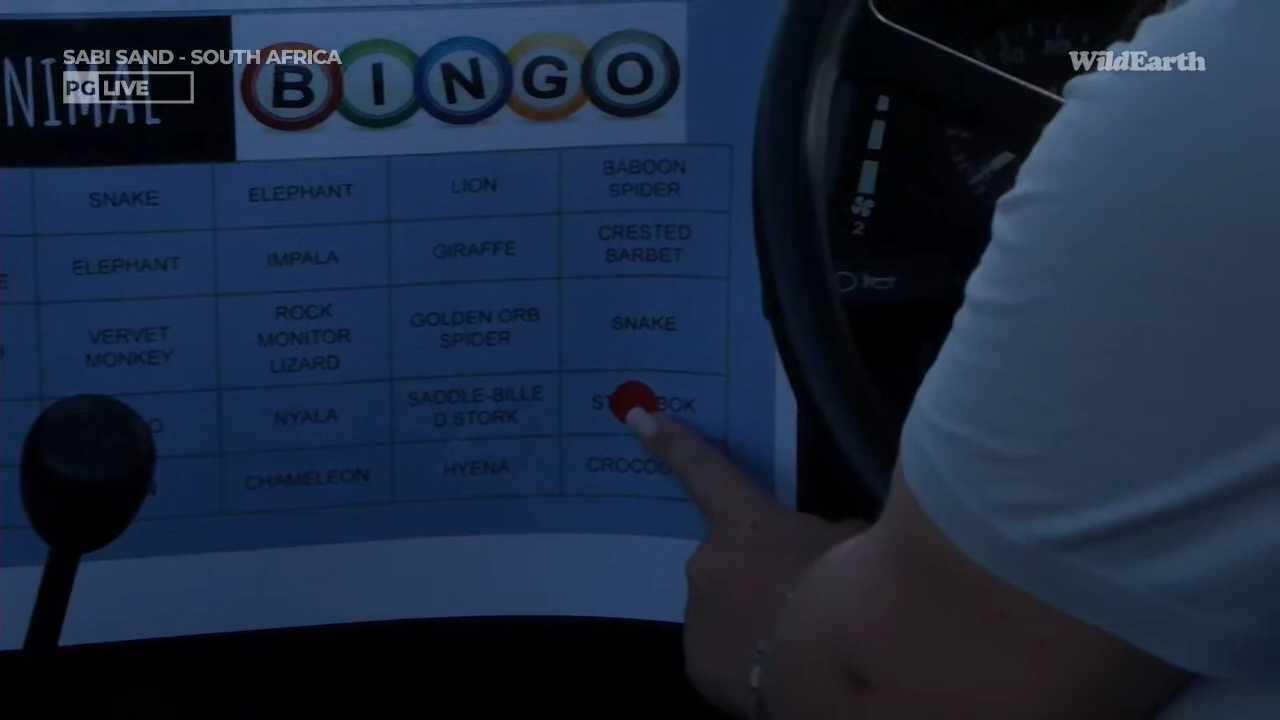 SABI SAND - SOUTH AFRICA
PG LIVE
WildEarth
NIMAL
BINGO
SNAKE
ELEPHANT
LION
BABOON
SPIDER
ELEPHANT
IMPALA
GIRAFFE
CRESTED
BARBET
VERVET
MONKEY
ROCK
MONITOR
LIZARD
GOLDEN ORB
SPIDER
SNAKE
NYALA
SADDLE-BILLE
D STORK
CHAMELEON
HYENA
2